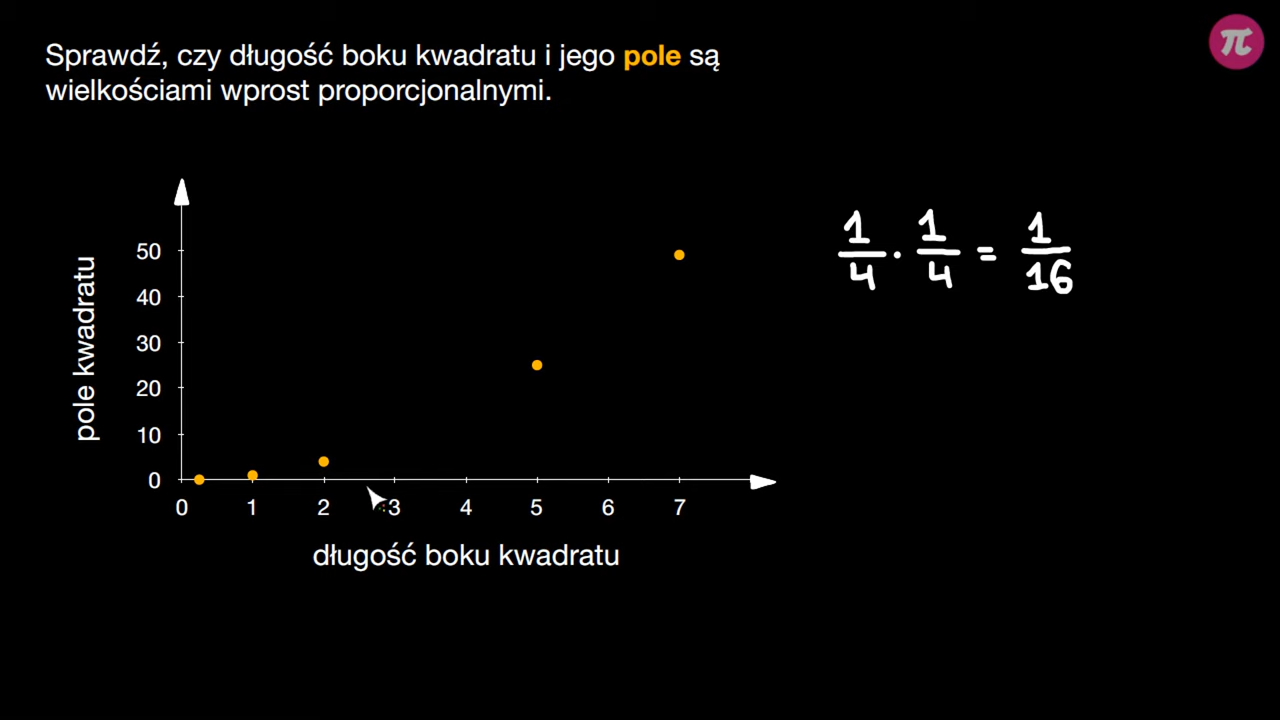 Sprawdź, czy długość boku kwadratu i jego pole są
wielkościami wprost proporcjonalnymi.
π
pole kwadratu
50
40
30
20
10
0
0 1 2 3 4 5 6 7
długość boku kwadratu
1/4 · 1/4 = 1/16